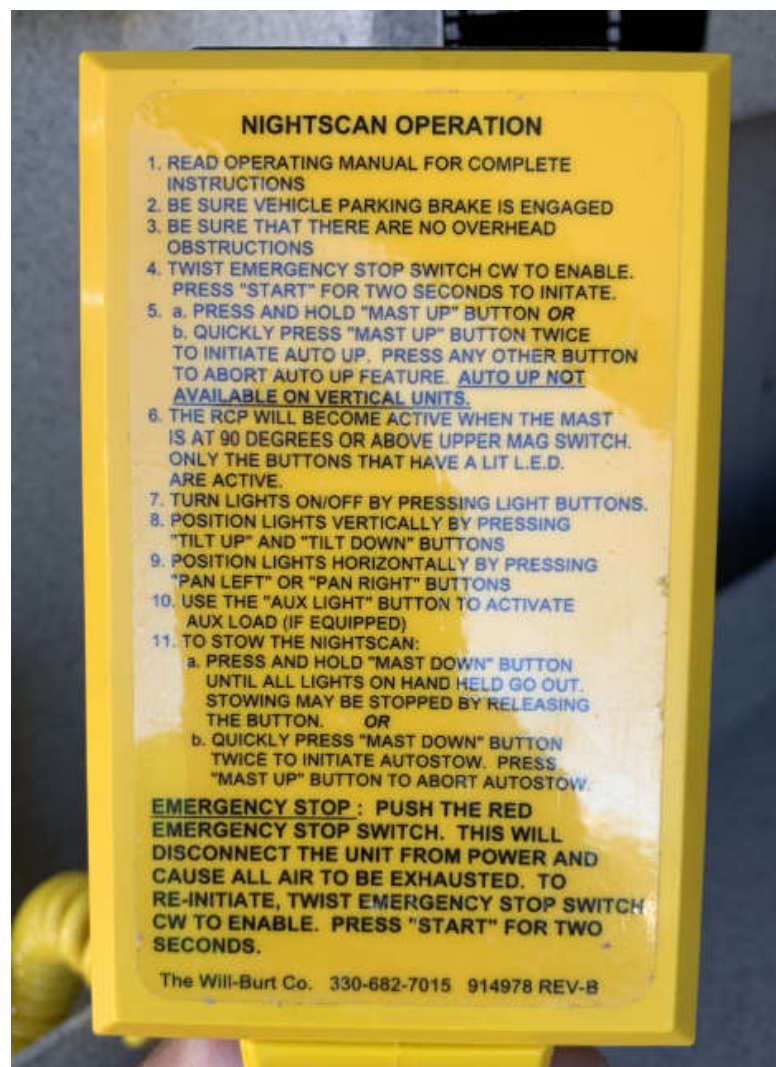 NIGHTSCAN OPERATION
1. READ OPERATING MANUAL FOR COMPLETE
INSTRUCTIONS
2. BE SURE VEHICLE PARKING BRAKE IS ENGAGED
3. BE SURE THAT THERE ARE NO OVERHEAD
OBSTRUCTIONS
4. TWIST EMERGENCY STOP SWITCH CW TO ENABLE.
PRESS "START" FOR TWO SECONDS TO INITATE.
5. a. PRESS AND HOLD "MAST UP" BUTTON OR
b. QUICKLY PRESS "MAST UP" BUTTON TWICE
TO INITIATE AUTO UP. PRESS ANY OTHER BUTTON
TO ABORT AUTO UP FEATURE. AUTO UP NOT
AVAILABLE ON VERTICAL UNITS.
6. THE RCP WILL BECOME ACTIVE WHEN THE MAST
IS AT 90 DEGREES OR ABOVE UPPER MAG SWITCH.
ONLY THE BUTTONS THAT HAVE A LIT L.E.D.
ARE ACTIVE.
7. TURN LIGHTS ON/OFF BY PRESSING LIGHT BUTTONS.
8. POSITION LIGHTS VERTICALLY BY PRESSING
"TILT UP" AND "TILT DOWN" BUTTONS
9. POSITION LIGHTS HORIZONTALLY BY PRESSING
"PAN LEFT" OR "PAN RIGHT" BUTTONS
10. USE THE "AUX LIGHT" BUTTON TO ACTIVATE
AUX LOAD (IF EQUIPPED)
11. TO STOW THE NIGHTSCAN:
a. PRESS AND HOLD "MAST DOWN" BUTTON
UNTIL ALL LIGHTS ON HAND HELD GO OUT.
STOWING MAY BE STOPPED BY RELEASING
THE BUTTON. OR
b. QUICKLY PRESS "MAST DOWN" BUTTON
TWICE TO INITIATE AUTOSTOW. PRESS
"MAST UP" BUTTON TO ABORT AUTOSTOW.
EMERGENCY STOP : PUSH THE RED
EMERGENCY STOP SWITCH. THIS WILL
DISCONNECT THE UNIT FROM POWER AND
CAUSE ALL AIR TO BE EXHAUSTED. TO
RE-INITIATE, TWIST EMERGENCY STOP SWITCH
CW TO ENABLE. PRESS "START" FOR TWO
SECONDS.
The Will-Burt Co. 330-682-7015 914978 REV-B